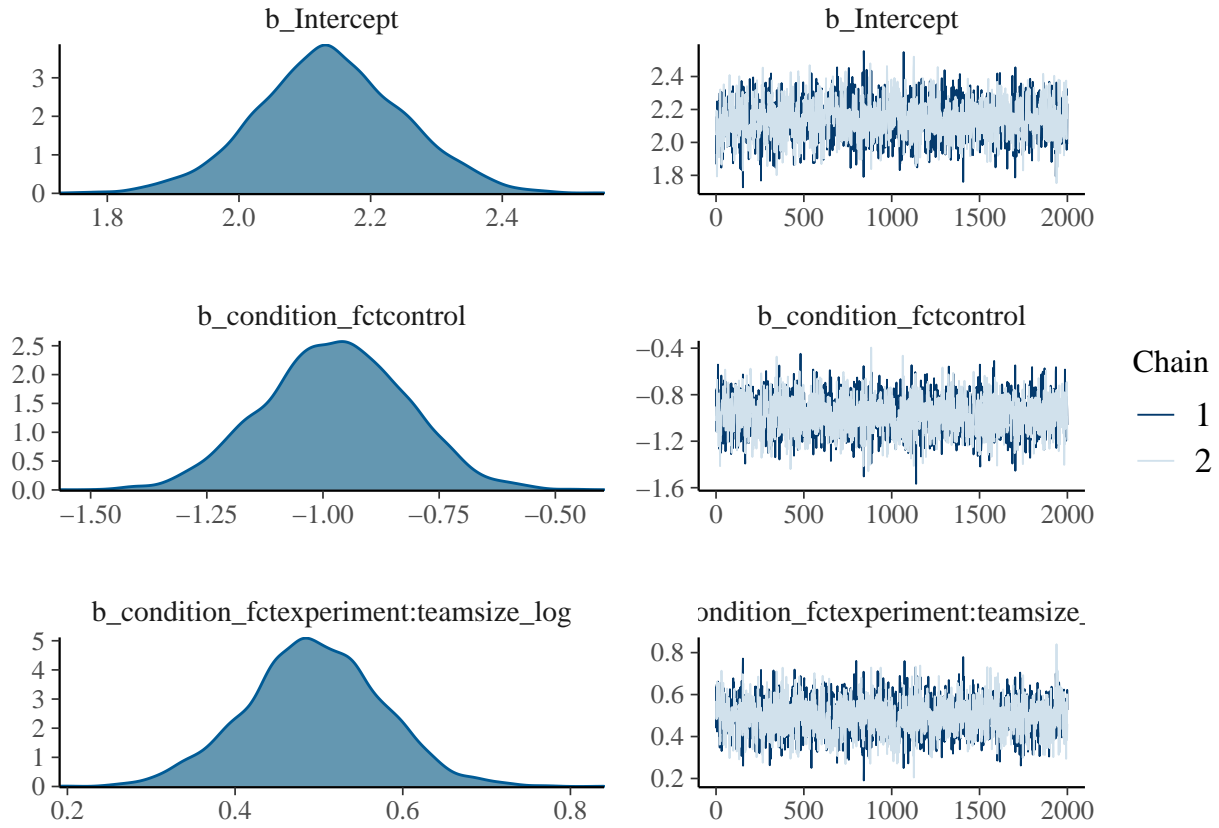 b_Intercept
3
2
1
0
1.8 2.0 2.2 2.4
b_Intercept
2.4
2.2
2.0
1.8
0 500 1000 1500 2000
b_condition_fctcontrol
2.5
2.0
1.5
1.0
0.5
0.0
−1.50 −1.25 −1.00 −0.75 −0.50
b_condition_fctcontrol
−0.4
−0.8
−1.2
−1.6
0 500 1000 1500 2000
Chain
1
2
b_condition_fctexperiment:teamsize_log
5
4
3
2
1
0
0.2 0.4 0.6 0.8
ondition_fctexperiment:teamsize_
0.8
0.6
0.4
0.2
0 500 1000 1500 2000